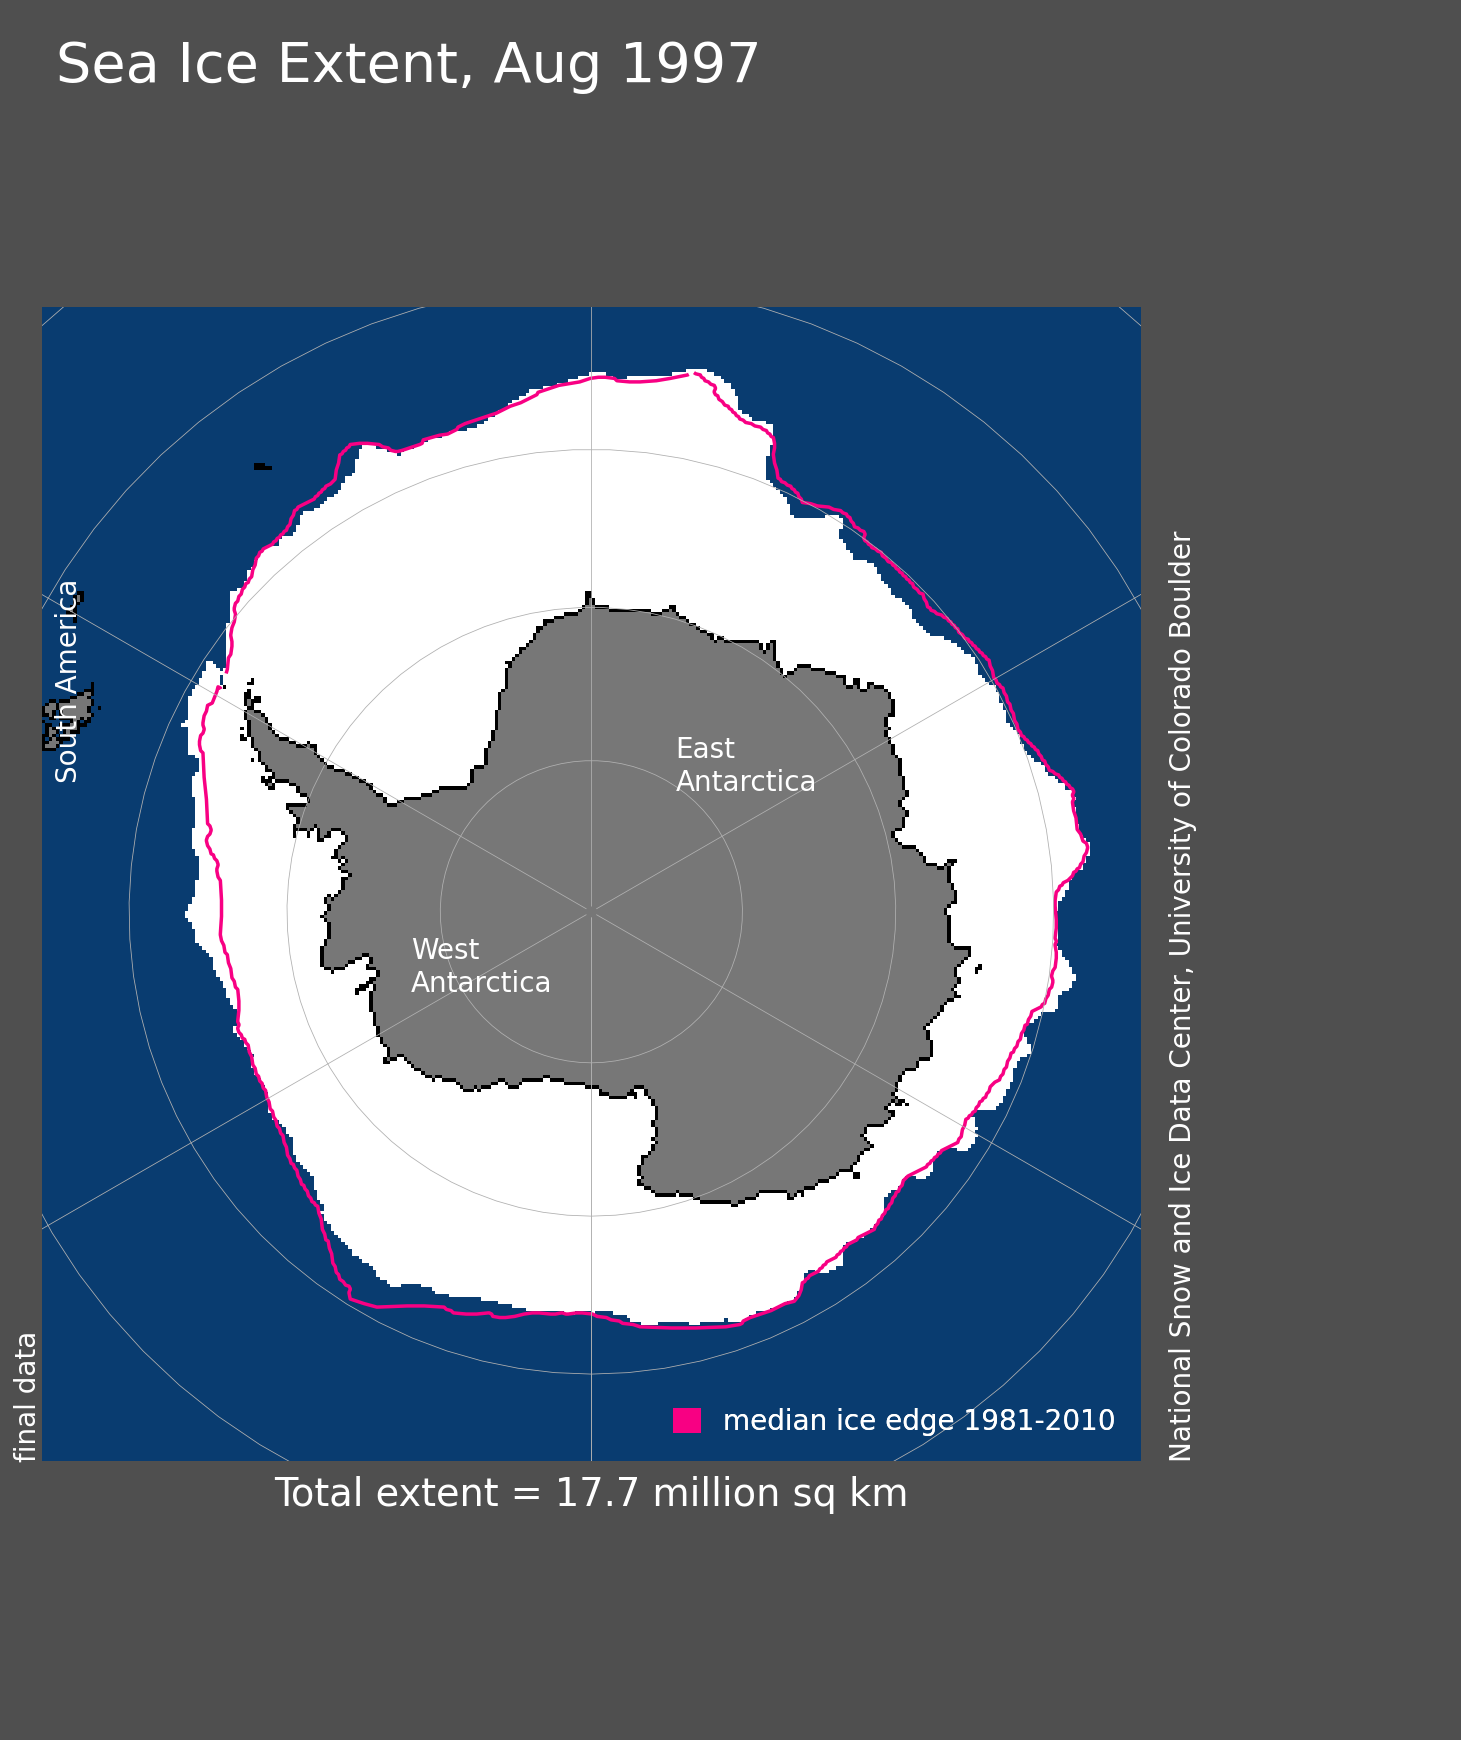 Sea Ice Extent, Aug 1997
South America
East
Antarctica
West
Antarctica
median ice edge 1981-2010
final data
National Snow and Ice Data Center, University of Colorado Boulder
Total extent = 17.7 million sq km